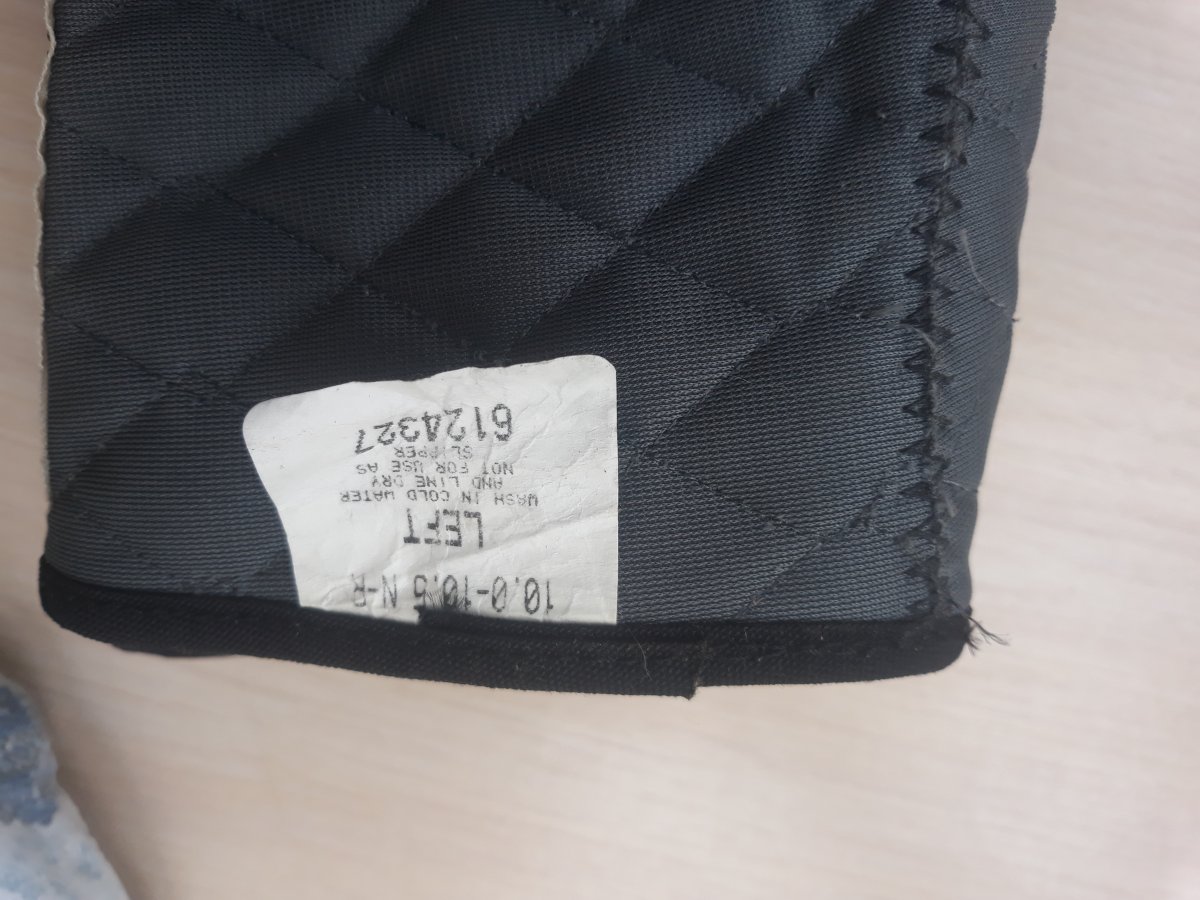 10.0-10.5 N-R
LEFT
WASH IN COLD WATER
AND LINE DRY
NOT FOR USE AS
SLIPPER
6124327